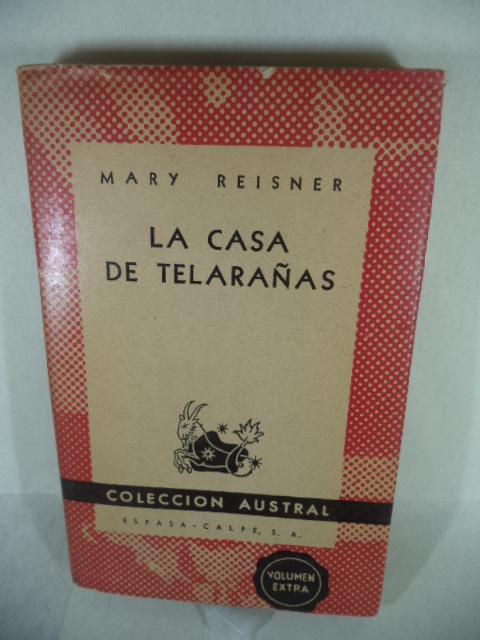 MARY REISNER
LA CASA
DE TELARAÑAS
COLECCION AUSTRAL
ESPASA-CALPE, S. A.
VOLUMEN
EXTRA